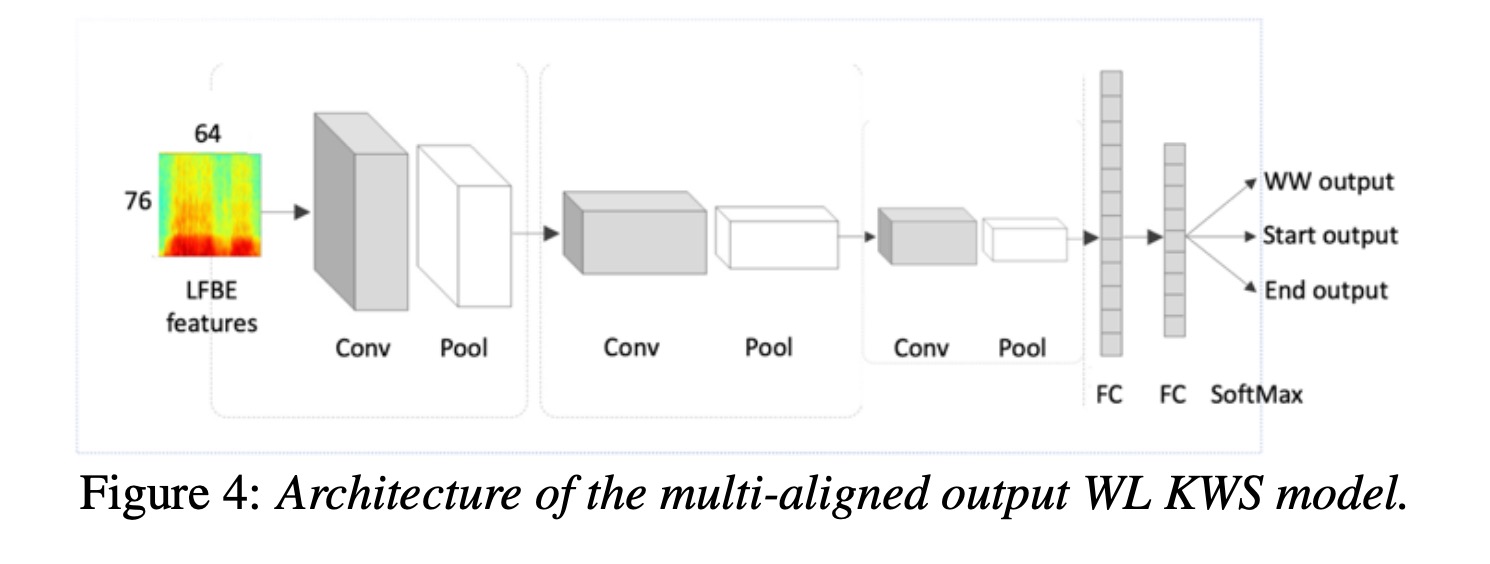 64
76
LFBE
features
Conv
Pool
Conv
Pool
Conv
Pool
FC
FC
SoftMax
WW output
Start output
End output
Figure 4: Architecture of the multi-aligned output WL KWS model.